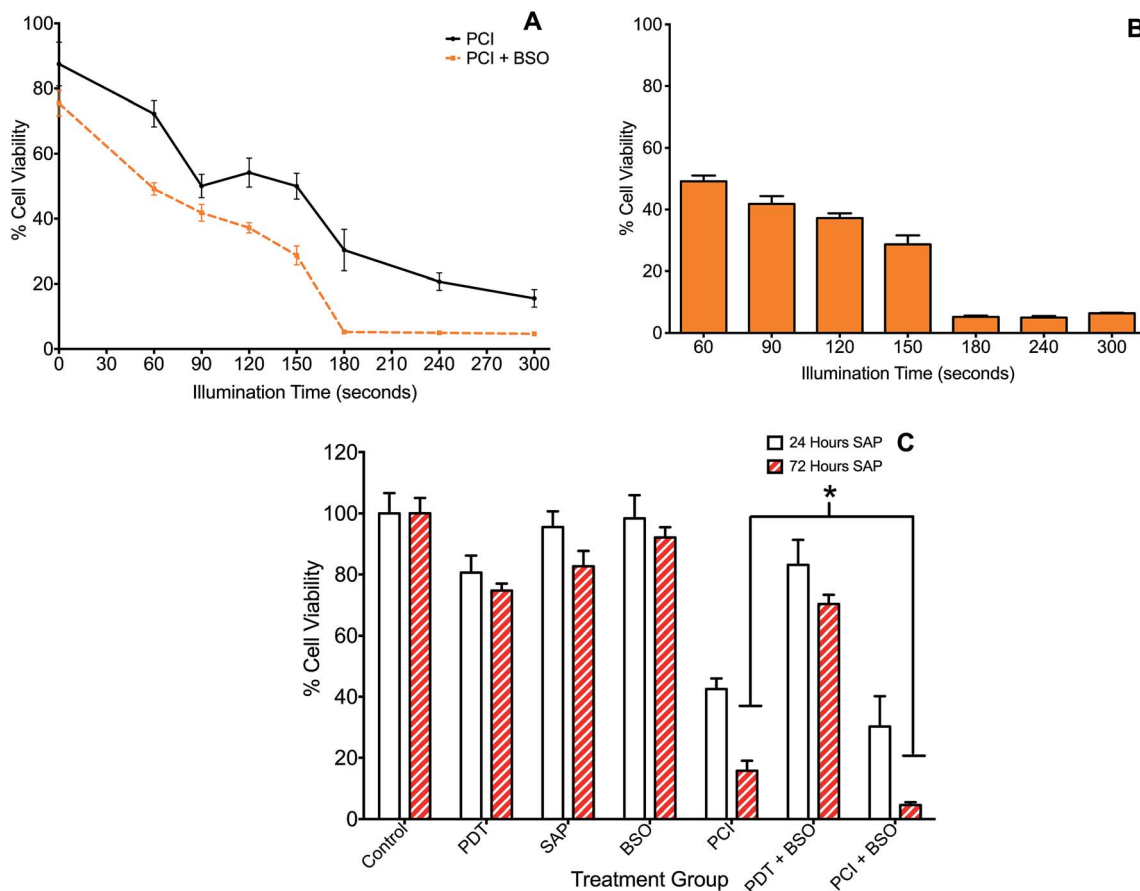 A
PCI
PCI + BSO
100
80
60
40
20
0
% Cell Viability
0 60 90 120 150 180 210 240 270 300
Illumination Time (seconds)
B
100
80
60
40
20
0
% Cell Viability
60 90 120 150 180 240 300
Illumination Time (seconds)
C
24 Hours SAP
72 Hours SAP
*
120
100
80
60
40
20
0
% Cell Viability
Control PDT SAP BSO PCI PDT + BSO PCI + BSO
Treatment Group